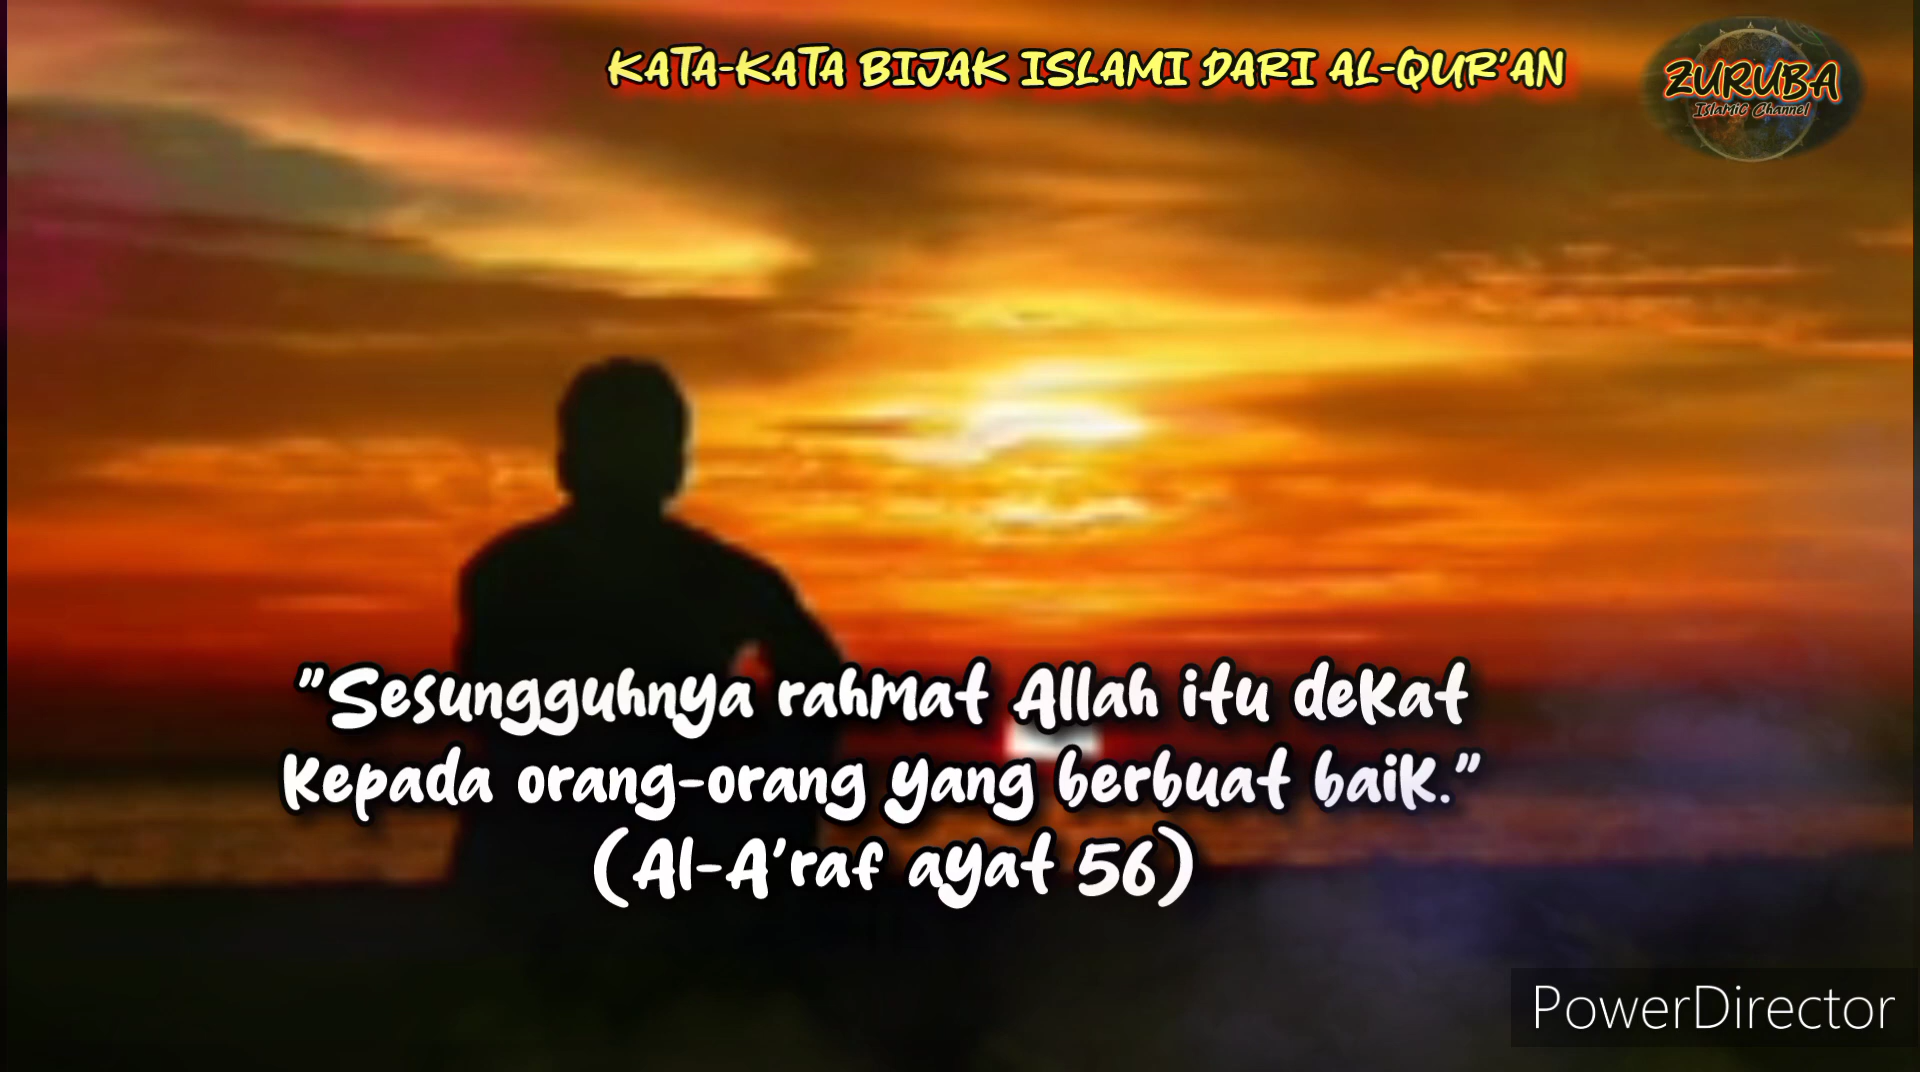 KATA-KATA BIJAK ISLAMI DARI AL-QUR'AN
ZURUBA
Islamic Channel
"Sesungguhnya rahmat Allah itu dekat
kepada orang-orang yang berbuat baik."
(Al-A'raf ayat 56)
PowerDirector